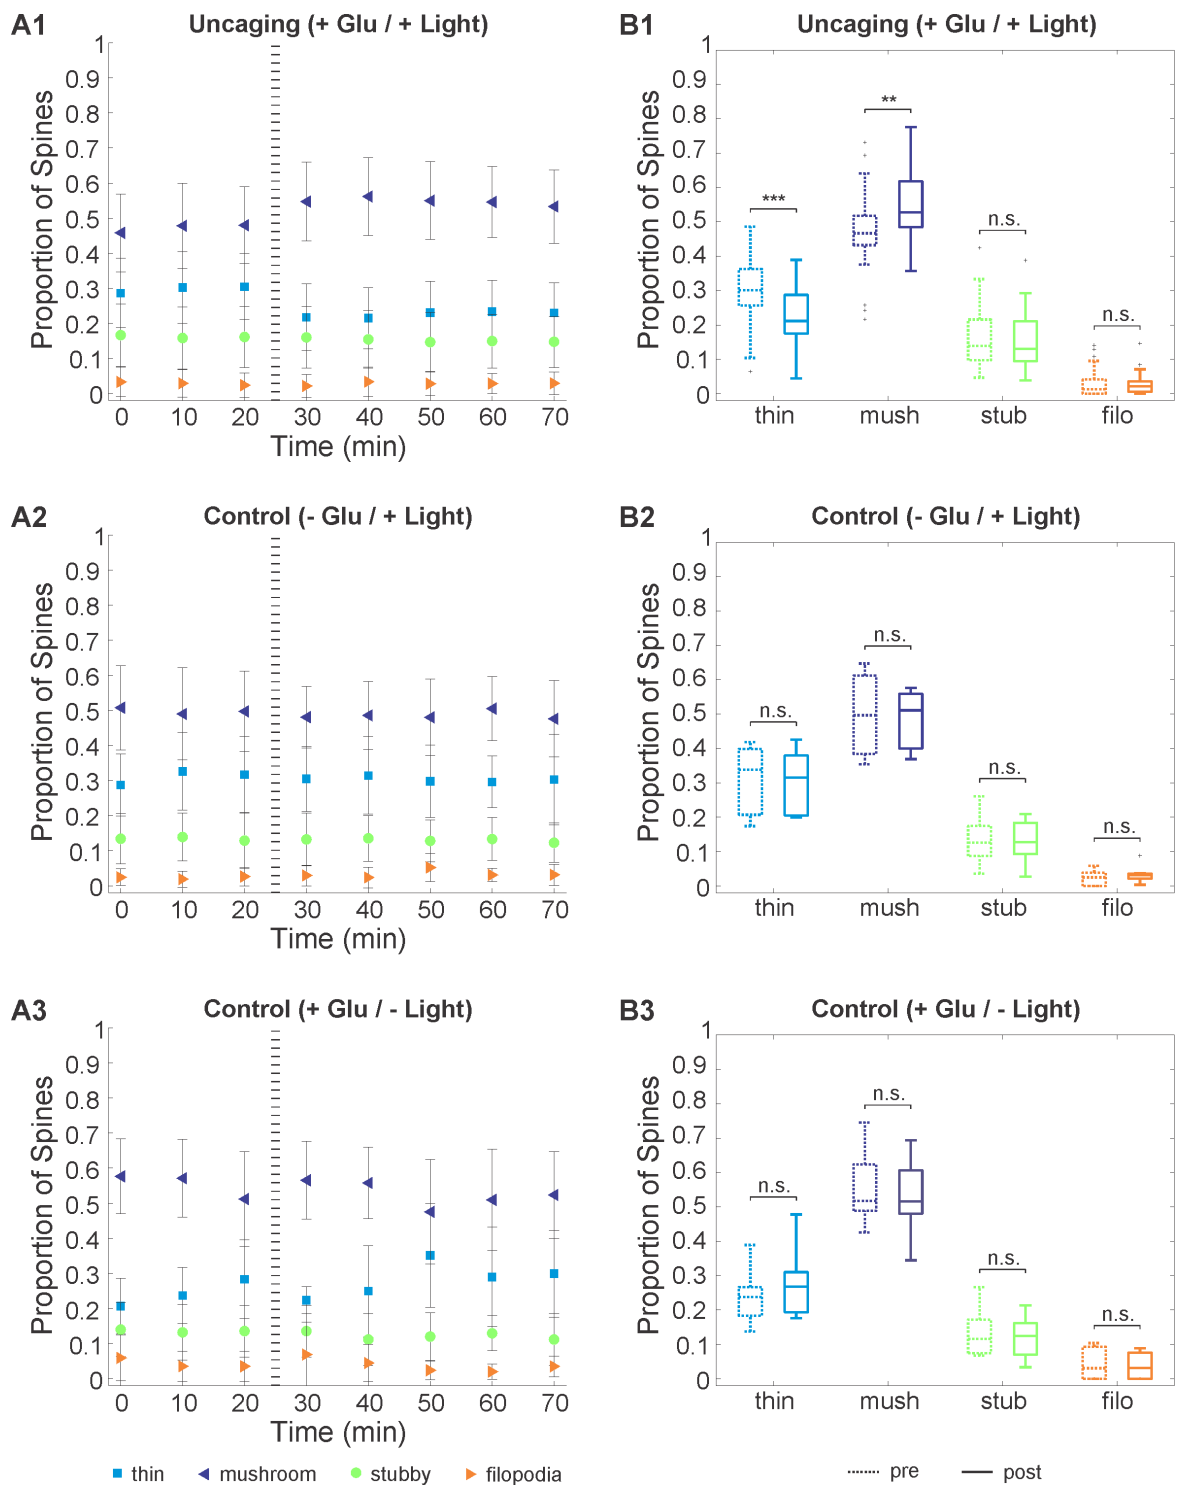 A1 Uncaging (+ Glu / + Light)
1
0.9
0.8
0.7
0.6
0.5
0.4
0.3
0.2
0.1
0
Proportion of Spines
0 10 20 30 40 50 60 70
Time (min)
B1 Uncaging (+ Glu / + Light)
1
0.9
0.8
0.7
0.6
0.5
0.4
0.3
0.2
0.1
0
Proportion of Spines
***
**
n.s.
n.s.
thin mush stub filo
A2 Control (- Glu / + Light)
1
0.9
0.8
0.7
0.6
0.5
0.4
0.3
0.2
0.1
0
Proportion of Spines
0 10 20 30 40 50 60 70
Time (min)
B2 Control (- Glu / + Light)
1
0.9
0.8
0.7
0.6
0.5
0.4
0.3
0.2
0.1
0
Proportion of Spines
n.s.
n.s.
n.s.
n.s.
thin mush stub filo
A3 Control (+ Glu / - Light)
1
0.9
0.8
0.7
0.6
0.5
0.4
0.3
0.2
0.1
0
Proportion of Spines
0 10 20 30 40 50 60 70
Time (min)
B3 Control (+ Glu / - Light)
1
0.9
0.8
0.7
0.6
0.5
0.4
0.3
0.2
0.1
0
Proportion of Spines
n.s.
n.s.
n.s.
n.s.
thin mush stub filo
thin mushroom stubby filopodia
pre post